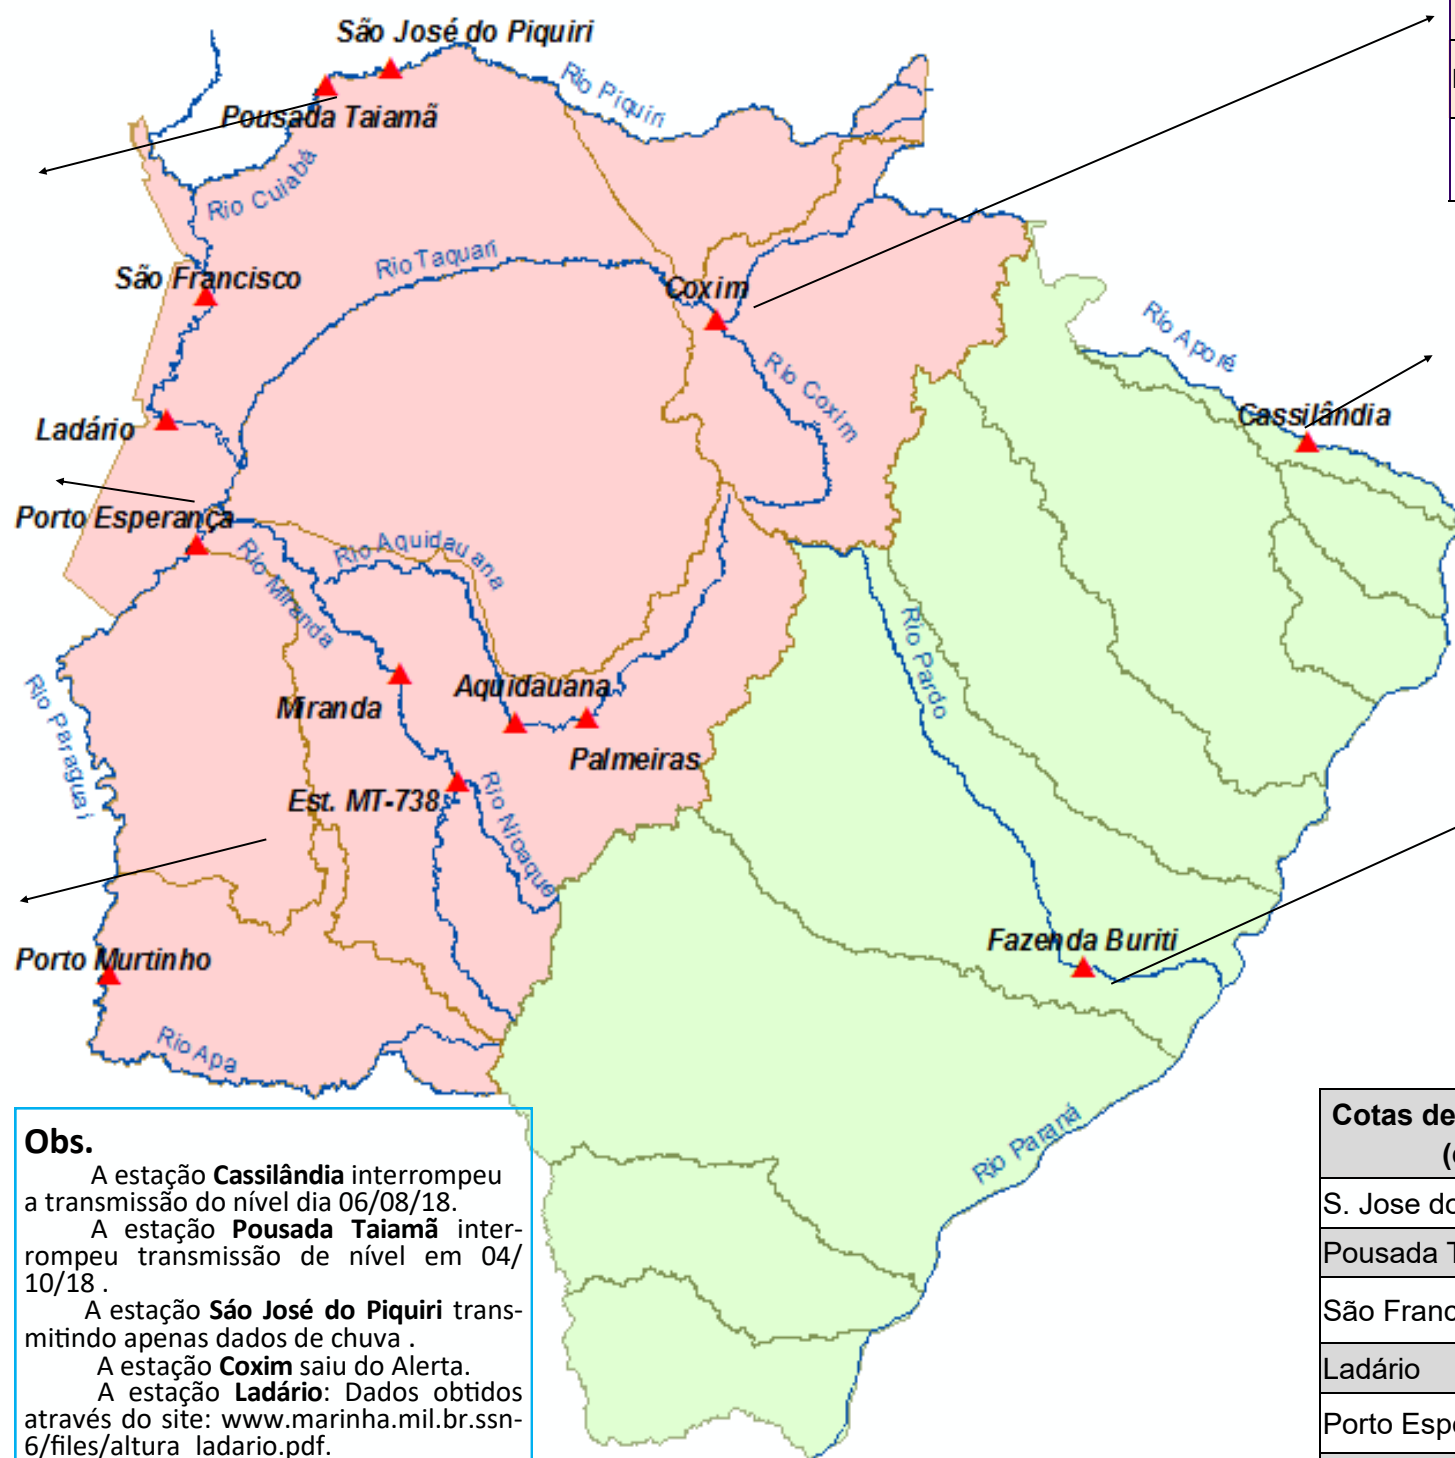 São José do Piquiri
Rio Piquiri
Pousada Taiamã
Rio Cuiabá
Rio Taquari
São Francisco
Coxim
Rio Aporé
Rio Coxim
Cassilândia
Ladário
Porto Esperança
Rio Aquidauana
Rio Miranda
Rio Pardo
Rio Paraguai
Aquidauana
Miranda
Palmeiras
Est. MT-738
Rio Nioaque
Fazenda Buriti
Porto Murtinho
Rio Apa
Rio Paraná
Obs.
A estação Cassilândia interrompeu
a transmissão do nível dia 06/08/18.
A estação Pousada Taiamã inter-
rompeu transmissão de nível em 04/
10/18 .
A estação Sáo José do Piquiri trans-
mitindo apenas dados de chuva .
A estação Coxim saiu do Alerta.
A estação Ladário: Dados obtidos
através do site: www.marinha.mil.br.ssn-
6/files/altura_ladario.pdf.
Cotas de
S. Jose do
Pousada
São Franc
Ladário
Porto Espe